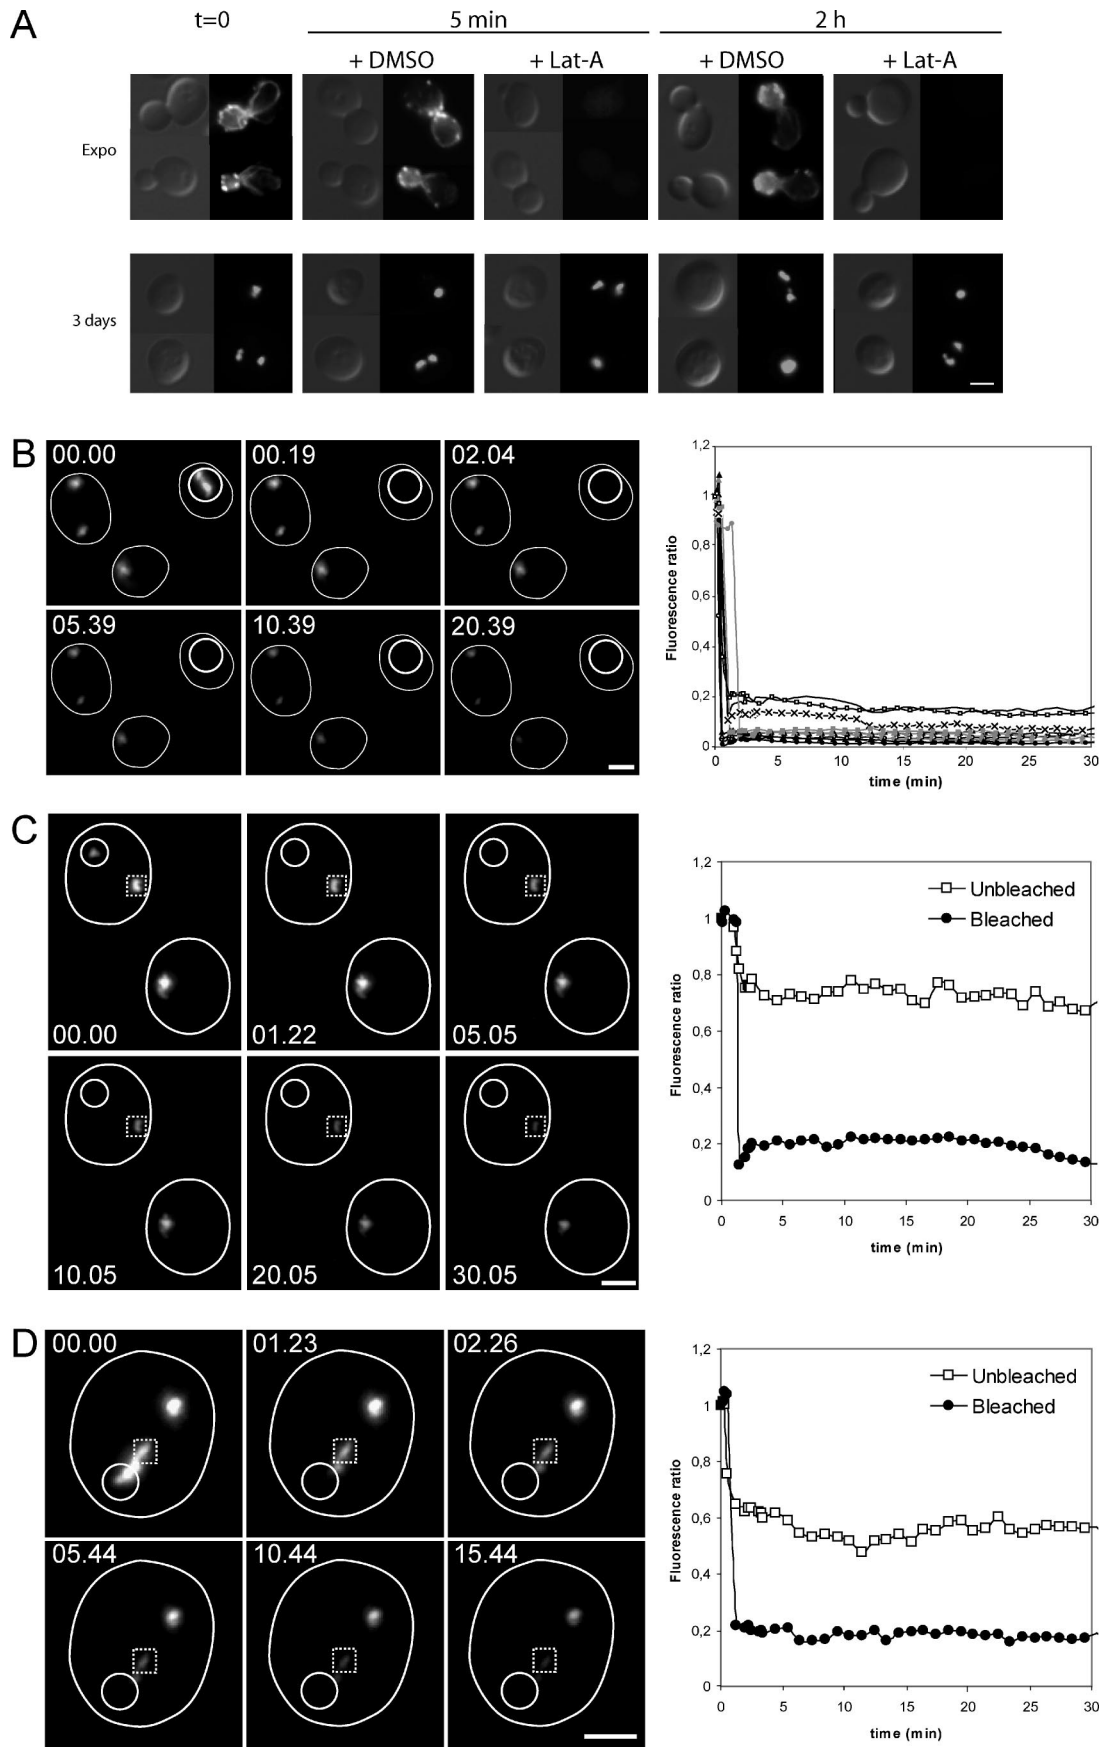 A
t=0
5 min
2 h
+ DMSO
+ Lat-A
+ DMSO
+ Lat-A
Expo
3 days
B
00.00
00.19
02.04
05.39
10.39
20.39
1,2
1
0,8
0,6
0,4
0,2
0
Fluorescence ratio
0
5
10
15
20
25
30
time (min)
C
00.00
01.22
05.05
10.05
20.05
30.05
1,2
1
0,8
0,6
0,4
0,2
0
Fluorescence ratio
Unbleached
Bleached
0
5
10
15
20
25
30
time (min)
D
00.00
01.23
02.26
05.44
10.44
15.44
1,2
1
0,8
0,6
0,4
0,2
0
Fluorescence ratio
Unbleached
Bleached
0
5
10
15
20
25
30
time (min)